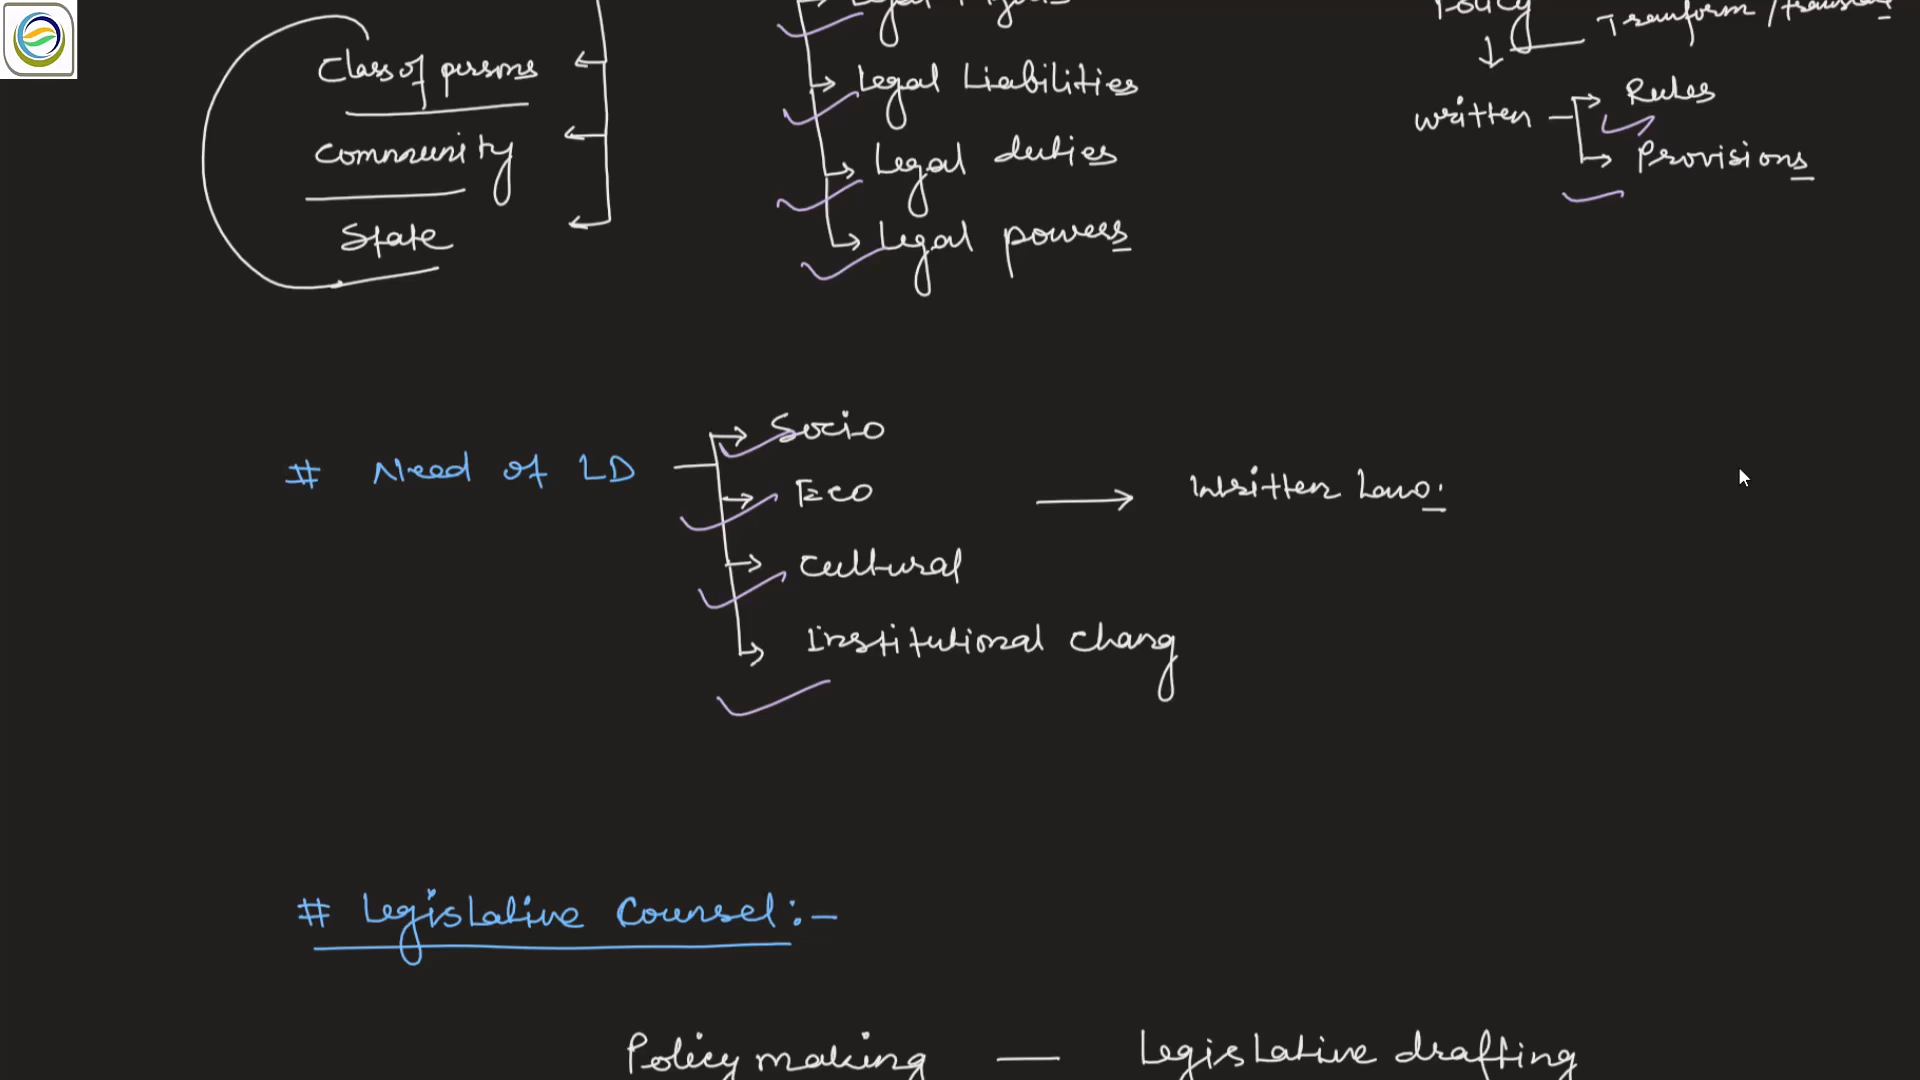 Policy
Class of persons
Community
State
Legal Liabilities
Legal duties
Legal powers
written
Rules
Provisions
# Need of LD
Socio
Eco
Cultural
Institutional chang
Written Law.
# Legislative Counsel:-
Policy making — Legislative drafting